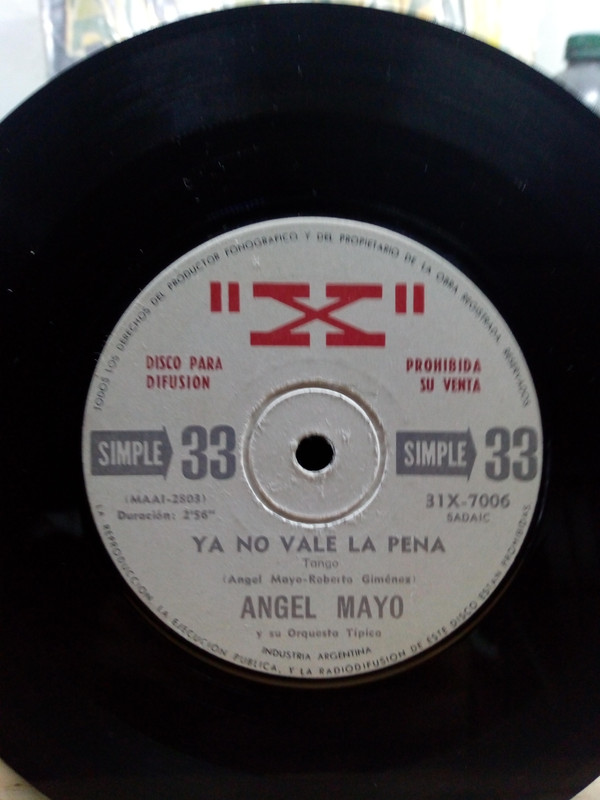 TODOS LOS DERECHOS DEL PRODUCTOR FONOGRAFICO Y DEL PROPIETARIO DE LA OBRA REGISTRADA, RESERVADOS
"X"
DISCO PARA
DIFUSION
PROHIBIDA
SU VENTA
SIMPLE 33
SIMPLE 33
(MAAI-2803)
Duración: 2'56"
31X-7006
SADAIC
YA NO VALE LA PENA
Tango
(Angel Mayo-Roberto Giménez)
ANGEL MAYO
y su Orquesta Típica
INDUSTRIA ARGENTINA
LA REPRODUCCION, LA EJECUCION PUBLICA, Y LA RADIODIFUSION DE ESTE DISCO ESTAN PROHIBIDAS